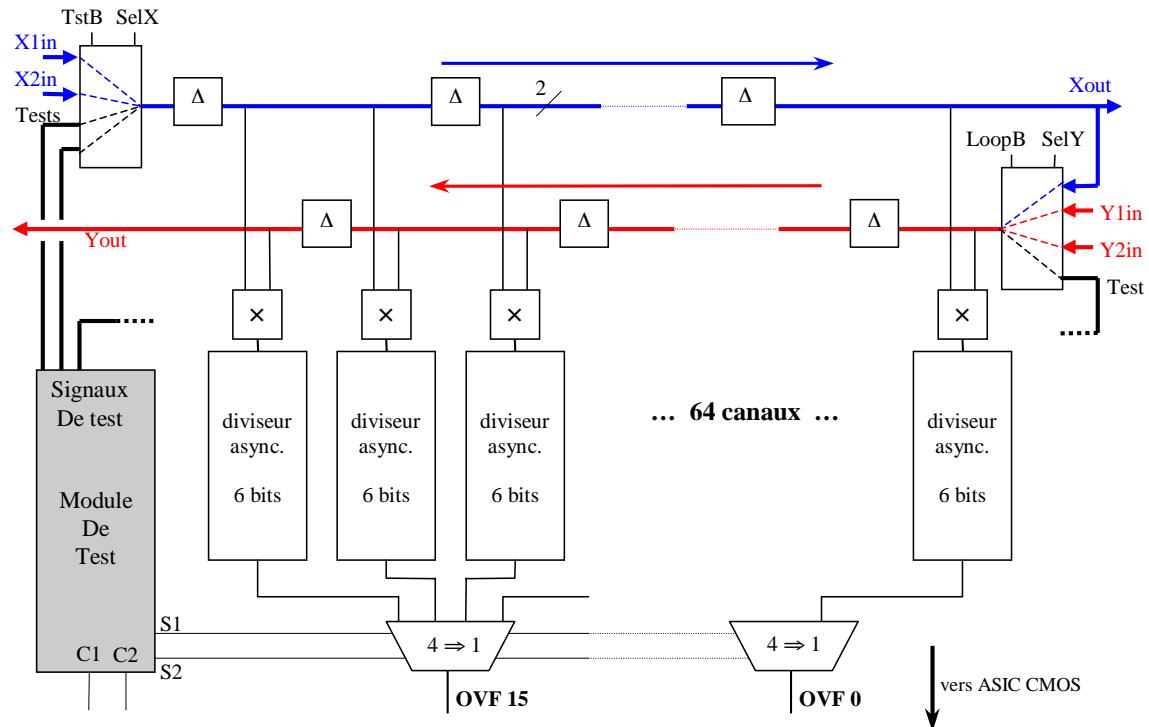 TstB SelX
X1in
X2in
Tests
Δ
Δ
2
Δ
Xout
LoopB SelY
Y1in
Y2in
Test
Yout
Δ
Δ
Δ
×
×
×
×
Signaux
De test
Module
De
Test
diviseur
async.
6 bits
diviseur
async.
6 bits
diviseur
async.
6 bits
… 64 canaux …
diviseur
async.
6 bits
S1
S2
C1 C2
4 ⇒ 1
4 ⇒ 1
OVF 15
OVF 0
vers ASIC CMOS